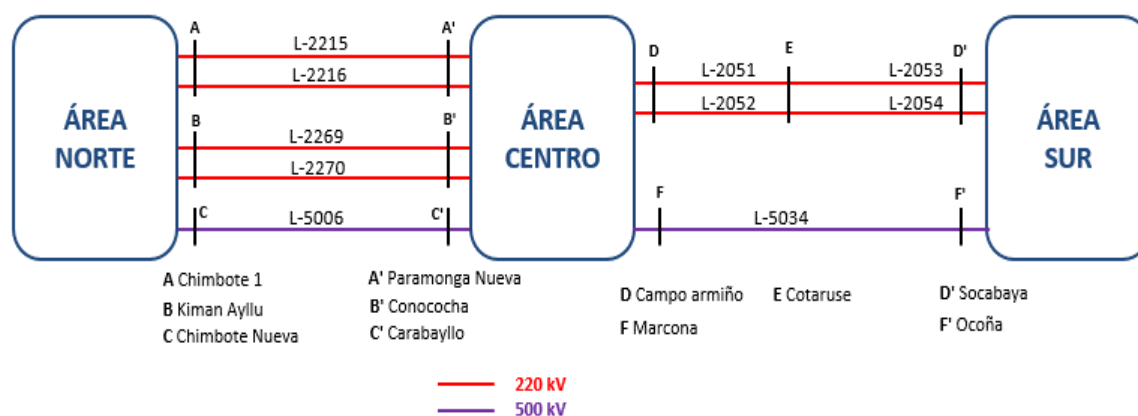 A
A'
L-2215
L-2216
D
E
D'
L-2051
L-2053
L-2052
L-2054
ÁREA
NORTE
B
B'
L-2269
L-2270
ÁREA
CENTRO
ÁREA
SUR
C
L-5006
C'
F
L-5034
F'
A Chimbote 1
B Kiman Ayllu
C Chimbote Nueva
A' Paramonga Nueva
B' Conococha
C' Carabayllo
D Campo armiño
F Marcona
E Cotaruse
D' Socabaya
F' Ocoña
220 kV
500 kV